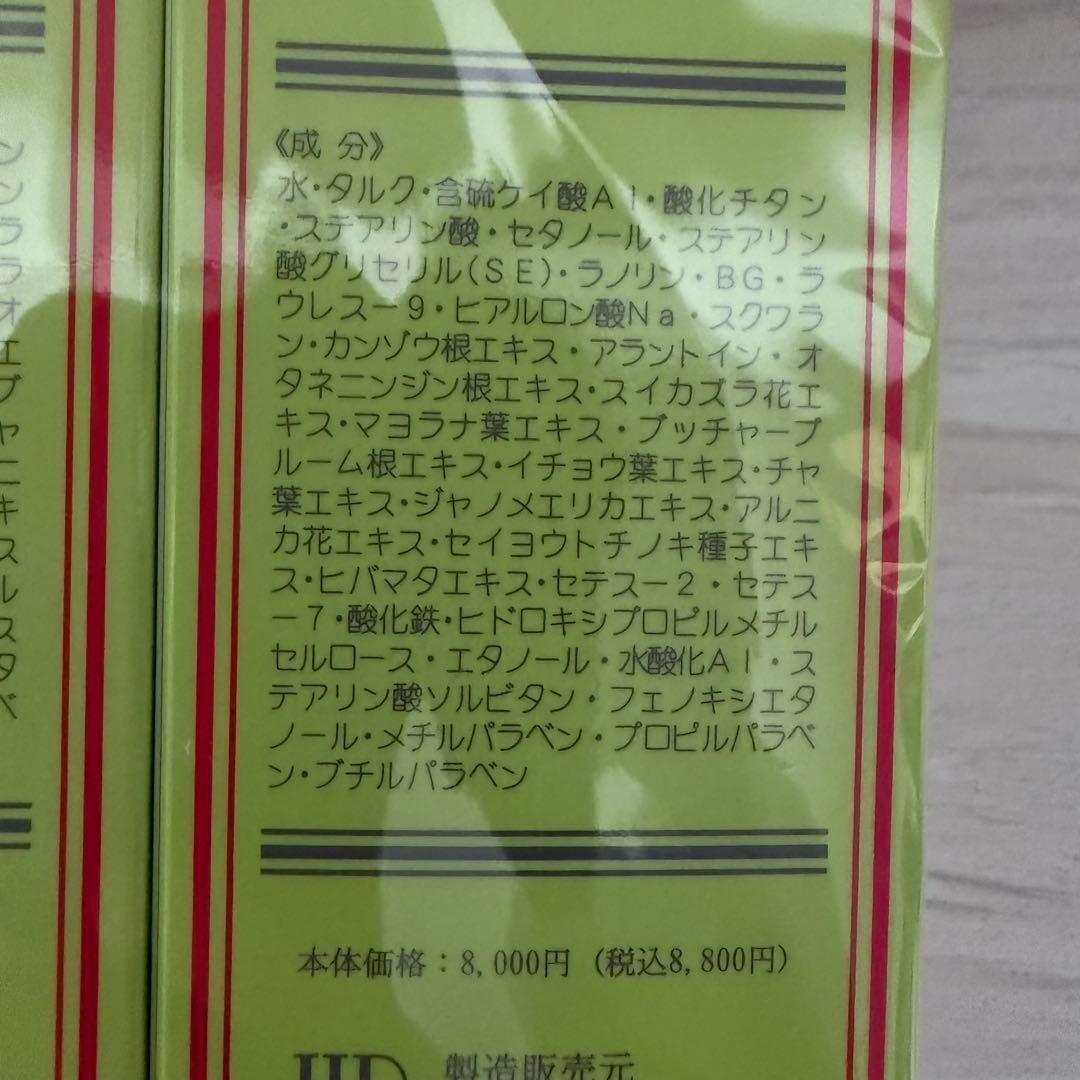 《成 分》
水・タルク・含硫ケイ酸Al・酸化チタン
・ステアリン酸・セタノール・ステアリン
酸グリセリル(SE)・ラノリン・BG・ラ
ウレス－9・ヒアルロン酸Na・スクワラ
ン・カンゾウ根エキス・アラントイン・オ
タネニンジン根エキス・スイカズラ花エ
キス・マヨラナ葉エキス・ブッチャーブ
ルーム根エキス・イチョウ葉エキス・チャ
葉エキス・ジャノメエリカエキス・アルニ
カ花エキス・セイヨウトチノキ種子エキ
ス・ヒバマタエキス・セテス－2・セテス
－7・酸化鉄・ヒドロキシプロピルメチル
セルロース・エタノール・水酸化Al・ス
テアリン酸ソルビタン・フェノキシエタ
ノール・メチルパラベン・プロピルパラベ
ン・ブチルパラベン
本体価格：8,000円 (税込8,800円)
製造販売元